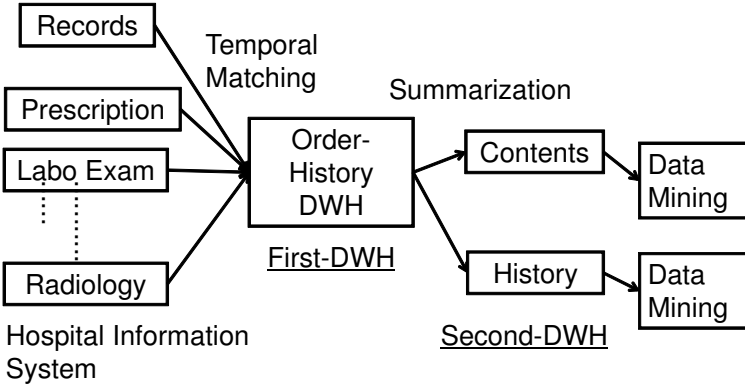 Records
Temporal
Matching
Prescription
Summarization
Order-
History
DWH
Labo Exam
Contents
Data
Mining
First-DWH
Radiology
History
Data
Mining
Hospital Information
System
Second-DWH